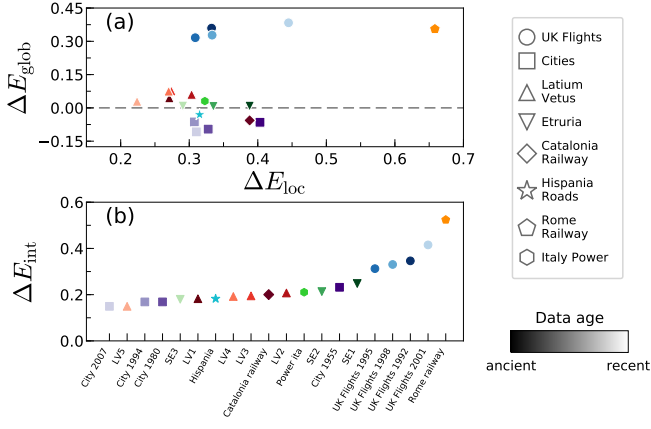 (a)
0.45
0.30
0.15
0.00
−0.15
ΔE_glob
0.2
0.3
0.4
0.5
0.6
0.7
ΔE_loc
(b)
0.6
0.4
0.2
0.0
ΔE_int
City 2007
LV5
City 1994
City 1980
SE3
LV1
Hispania
LV4
LV3
Catalonia railway
LV2
Power ita
SE2
City 1955
SE1
UK Flights 1995
UK Flights 1998
UK Flights 1992
UK Flights 2001
Rome railway
UK Flights
Cities
Latium
Vetus
Etruria
Catalonia
Railway
Hispania
Roads
Rome
Railway
Italy Power
Data age
ancient
recent